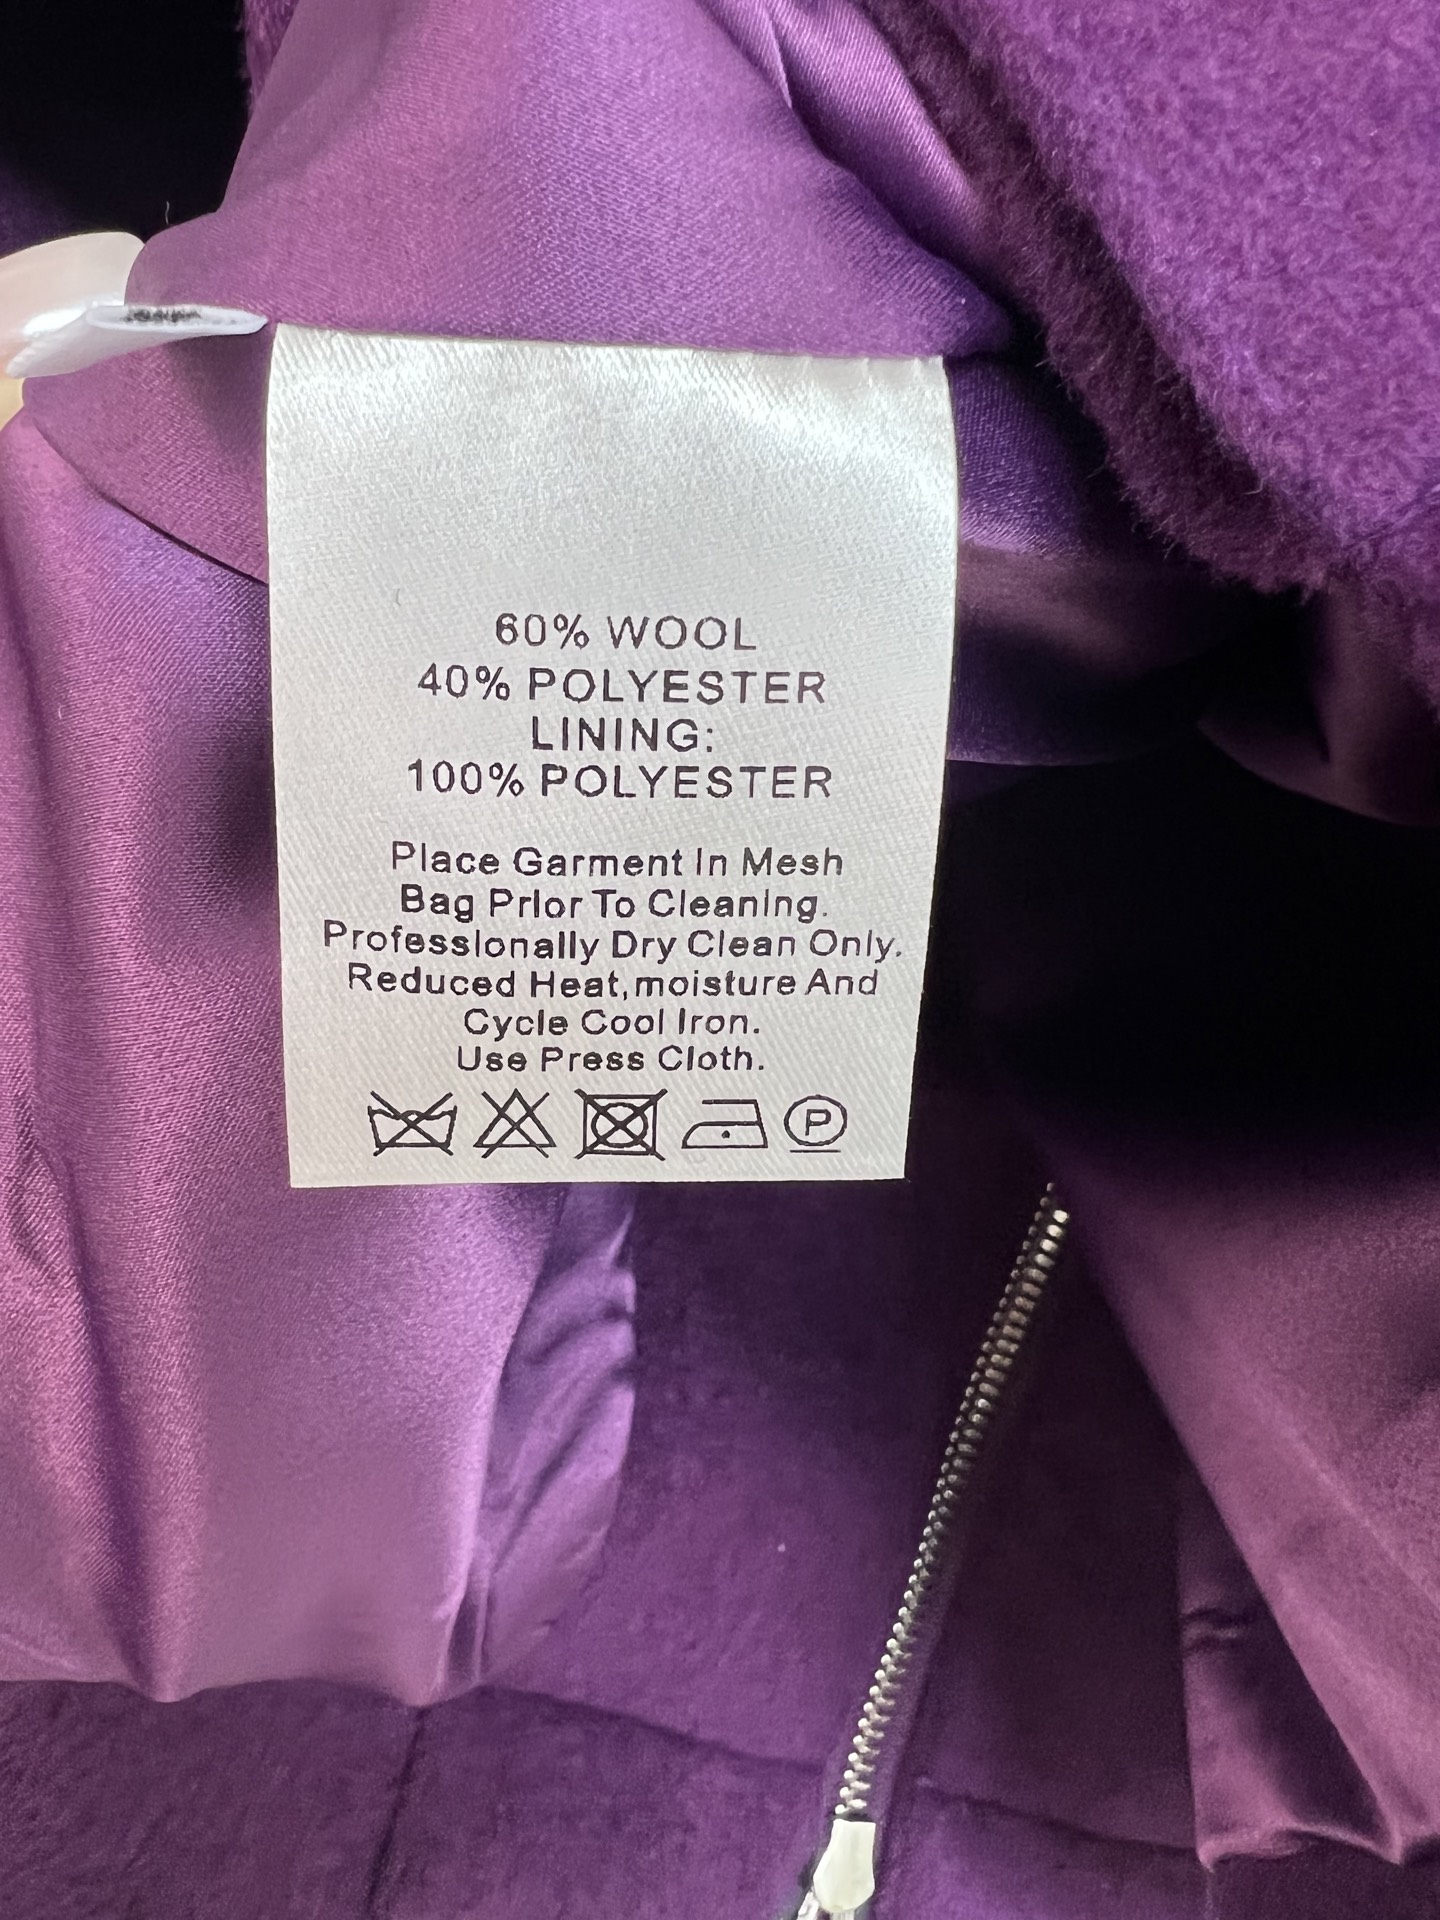 60% WOOL
40% POLYESTER
LINING:
100% POLYESTER
Place Garment In Mesh
Bag Prior To Cleaning.
Professionally Dry Clean Only.
Reduced Heat,moisture And
Cycle Cool Iron.
Use Press Cloth.
P